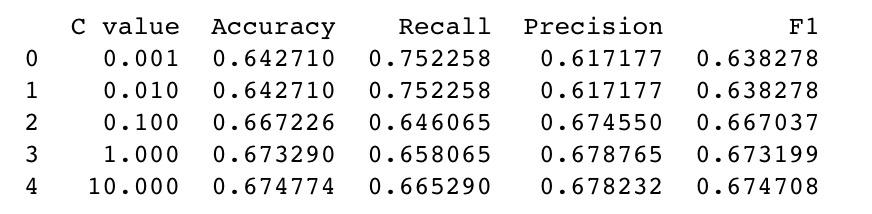 C value Accuracy Recall Precision F1
0 0.001 0.642710 0.752258 0.617177 0.638278
1 0.010 0.642710 0.752258 0.617177 0.638278
2 0.100 0.667226 0.646065 0.674550 0.667037
3 1.000 0.673290 0.658065 0.678765 0.673199
4 10.000 0.674774 0.665290 0.678232 0.674708